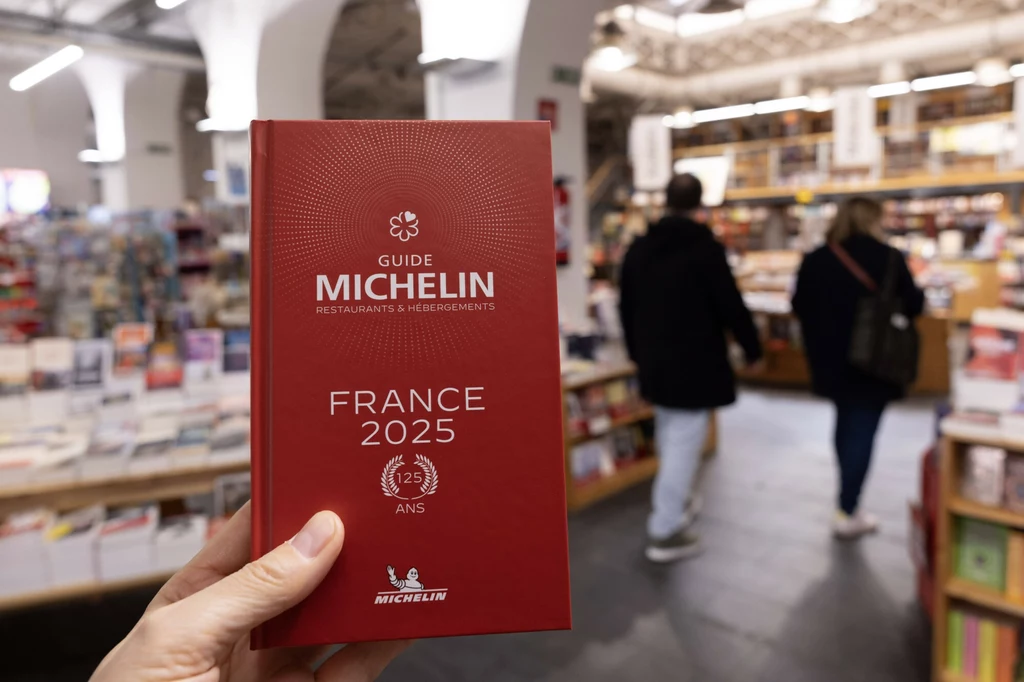 GUIDE
MICHELIN
RESTAURANTS & HÉBERGEMENTS
FRANCE
2025
125
ANS
MICHELIN